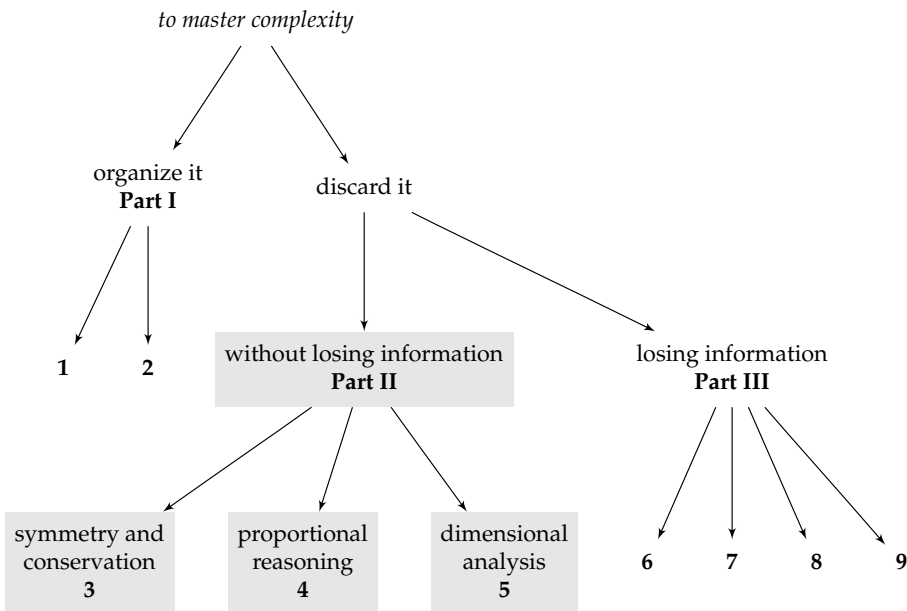 to master complexity
organize it
Part I
discard it
1
2
without losing information
Part II
losing information
Part III
symmetry and
conservation
3
proportional
reasoning
4
dimensional
analysis
5
6
7
8
9